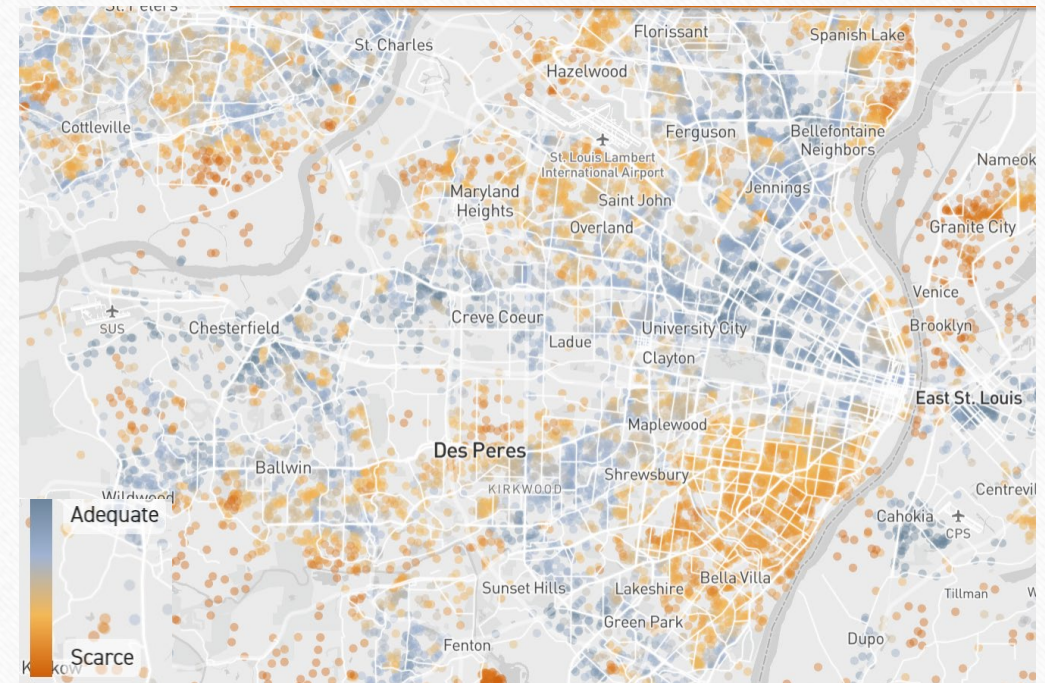 St. Peters
St. Charles
Florissant
Spanish Lake
Hazelwood
Cottleville
Ferguson
Bellefontaine
Neighbors
St. Louis Lambert
International Airport
Nameok
Maryland
Heights
Saint John
Jennings
Overland
Granite City
Venice
SUS
Chesterfield
Creve Coeur
University City
Brooklyn
Ladue
Clayton
East St. Louis
Maplewood
Des Peres
Ballwin
Shrewsbury
KIRKWOOD
Centrevil
Wildwood
Adequate
Cahokia
CPS
Bella Villa
Sunset Hills
Lakeshire
Tillman
W
Green Park
Dupo
Fenton
Scarce